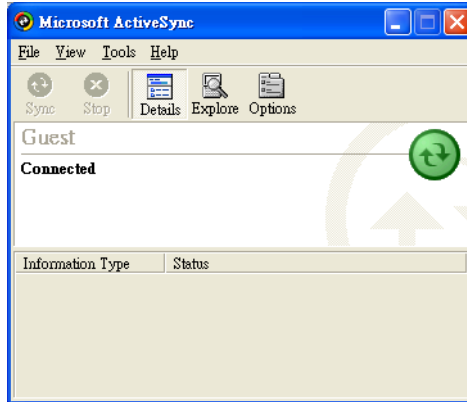 Microsoft ActiveSync
File View Tools Help
Sync Stop Details Explore Options
Guest
Connected
Information Type Status